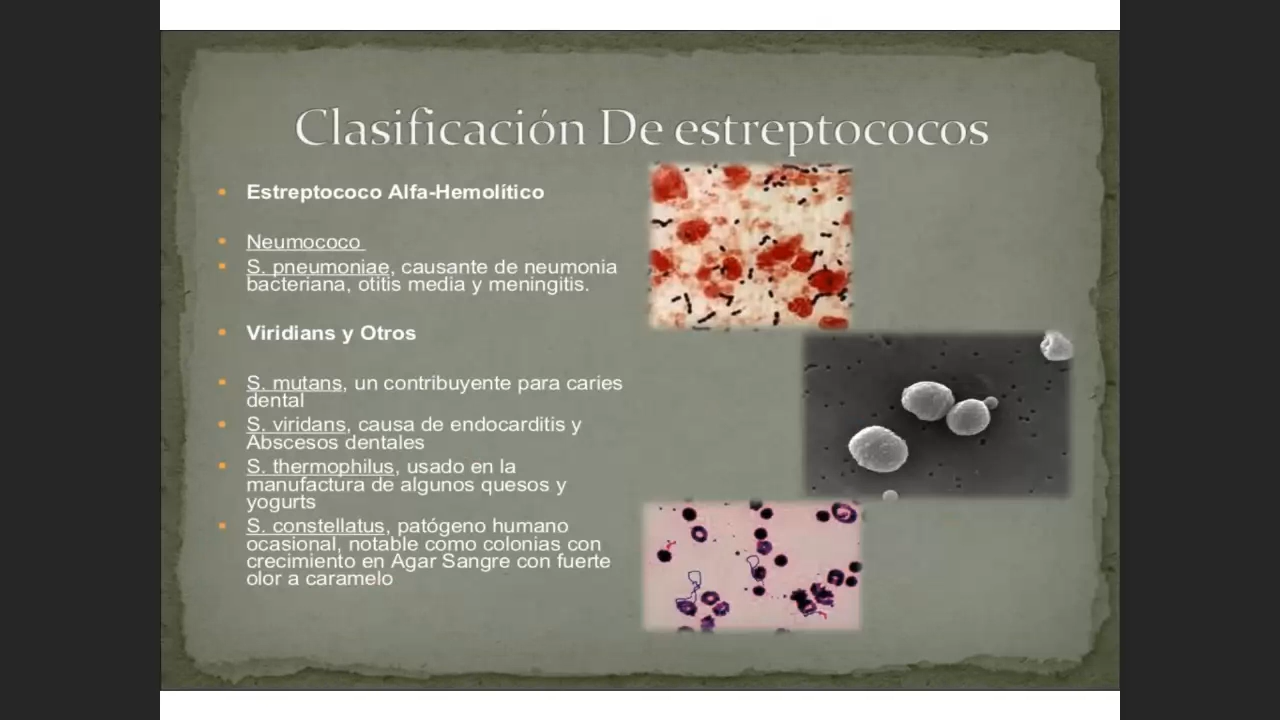 Clasificación De estreptococos
Estreptococo Alfa-Hemolítico
Neumococo
S. pneumoniae, causante de neumonia
bacteriana, otitis media y meningitis.
Viridians y Otros
S. mutans, un contribuyente para caries
dental
S. viridans, causa de endocarditis y
Abscesos dentales
S. thermophilus, usado en la
manufactura de algunos quesos y
yogurts
S. constellatus, patógeno humano
ocasional, notable como colonias con
crecimiento en Agar Sangre con fuerte
olor a caramelo